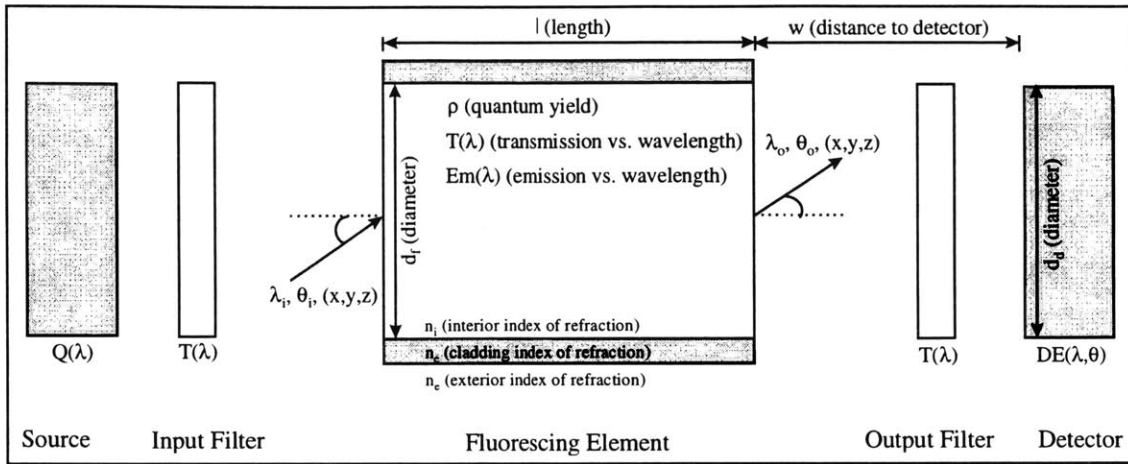 l (length)
w (distance to detector)
ρ (quantum yield)
T(λ) (transmission vs. wavelength)
Em(λ) (emission vs. wavelength)
d_f (diameter)
λ_i, θ_i, (x,y,z)
λ_o, θ_o, (x,y,z)
d_d (diameter)
n_i (interior index of refraction)
n_c (cladding index of refraction)
n_e (exterior index of refraction)
Q(λ)
T(λ)
T(λ)
DE(λ,θ)
Source
Input Filter
Fluorescing Element
Output Filter
Detector